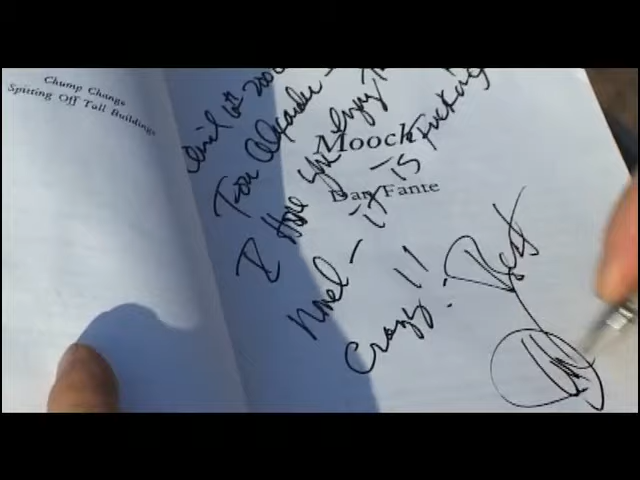 Chump Change
Spitting Off Tall Buildings
Mooch
Dan Fante
April 6th 200
For Alexander -
I Hope you enjoy This
Novel - it is Fucking
Crazy!! Best